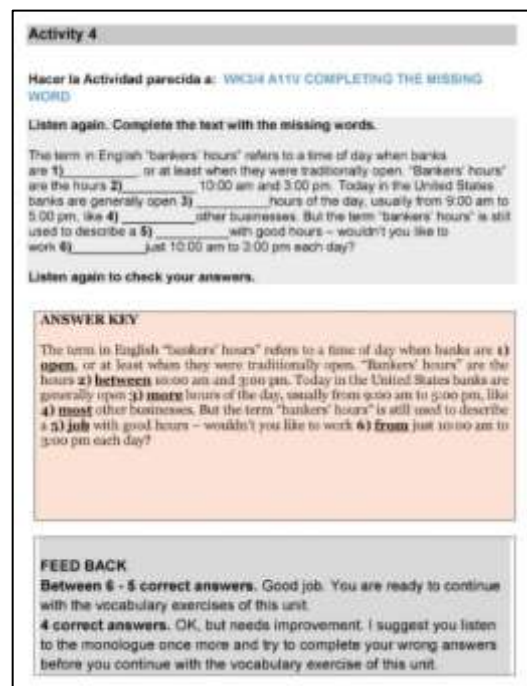 Activity 4
Hacer la Actividad parecida a: WK3/4 A11V COMPLETING THE MISSING
WORD
Listen again. Complete the text with the missing words.
The term in English "bankers' hours" refers to a time of day when banks
are 1)__________, or at least when they were traditionally open. "Bankers' hours"
are the hours 2)__________ 10:00 am and 3:00 pm. Today in the United States
banks are generally open 3) __________hours of the day, usually from 9:00 am to
5:00 pm, like 4) __________other businesses. But the term "bankers' hours" is still
used to describe a 5) __________with good hours – wouldn't you like to
work 6)__________just 10:00 am to 3:00 pm each day?
Listen again to check your answers.
ANSWER KEY
The term in English "bankers' hours" refers to a time of day when banks are 1)
open, or at least when they were traditionally open. "Bankers' hours" are the
hours 2) between 10:00 am and 3:00 pm. Today in the United States banks are
generally open 3) more hours of the day, usually from 9:00 am to 5:00 pm, like
4) most other businesses. But the term "bankers' hours" is still used to describe
a 5) job with good hours – wouldn't you like to work 6) from just 10:00 am to
3:00 pm each day?
FEED BACK
Between 6 - 5 correct answers. Good job. You are ready to continue
with the vocabulary exercises of this unit.
4 correct answers. OK, but needs improvement. I suggest you listen
to the monologue once more and try to complete your wrong answers
before you continue with the vocabulary exercise of this unit.